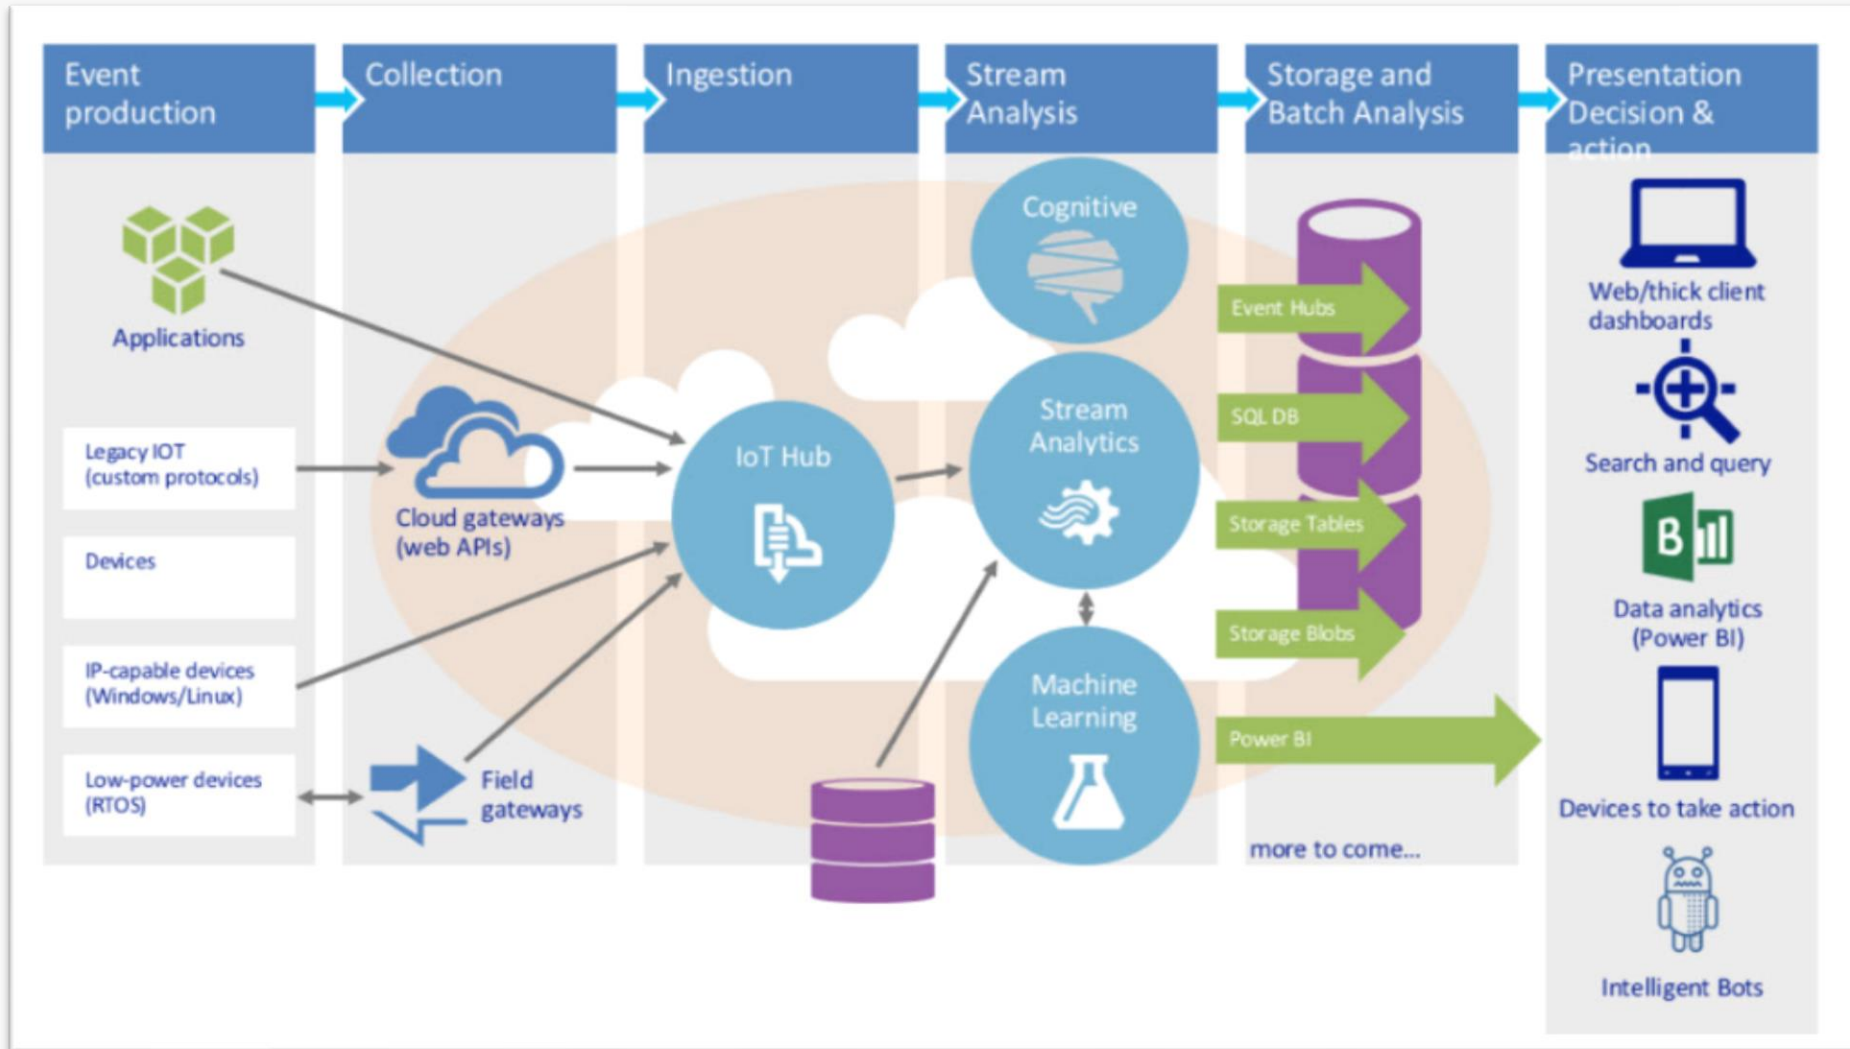 Event
production
Collection
Ingestion
Stream
Analysis
Storage and
Batch Analysis
Presentation
Decision &
action
Applications
Legacy IOT
(custom protocols)
Devices
IP-capable devices
(Windows/Linux)
Low-power devices
(RTOS)
Cloud gateways
(web APIs)
Field
gateways
IoT Hub
Cognitive
Stream
Analytics
Machine
Learning
Event Hubs
SQL DB
Storage Tables
Storage Blobs
Power BI
more to come...
Web/thick client
dashboards
Search and query
B
Data analytics
(Power BI)
Devices to take action
Intelligent Bots